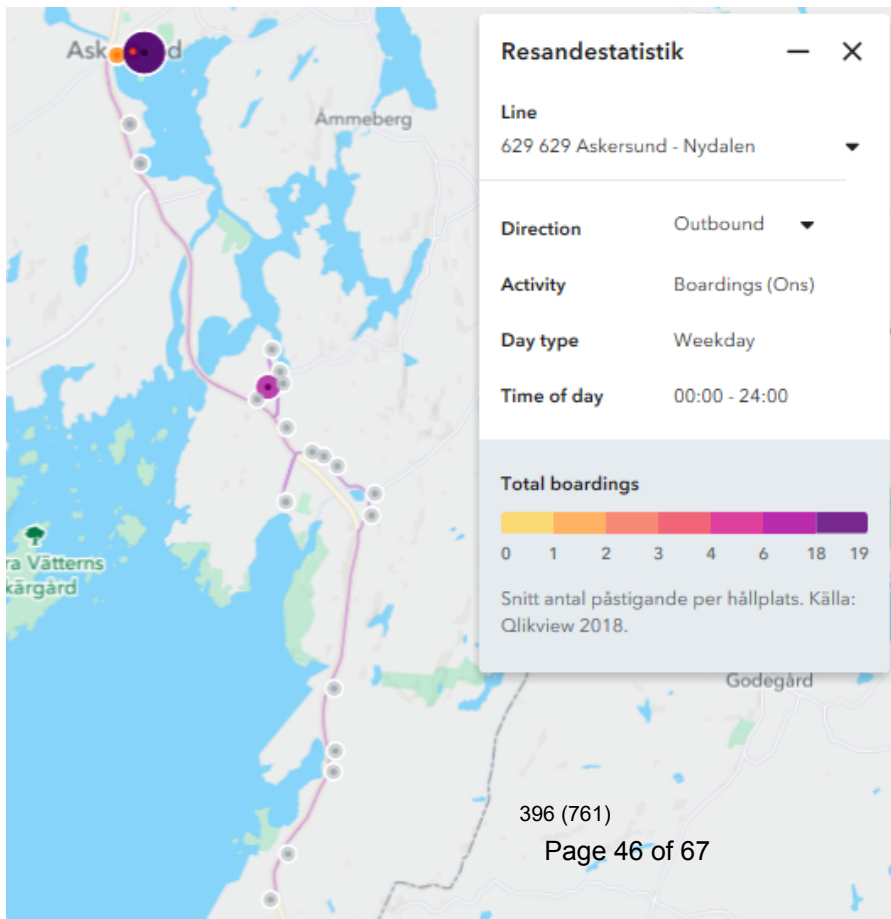 Ask d
Åmmeberg
ra Vätterns
kärgård
Godegård
Resandestatistik
Line
629 629 Askersund - Nydalen
Direction Outbound
Activity Boardings (Ons)
Day type Weekday
Time of day 00:00 - 24:00
Total boardings
0 1 2 3 4 6 18 19
Snitt antal påstigande per hållplats. Källa:
Qlikview 2018.
396 (761)
Page 46 of 67